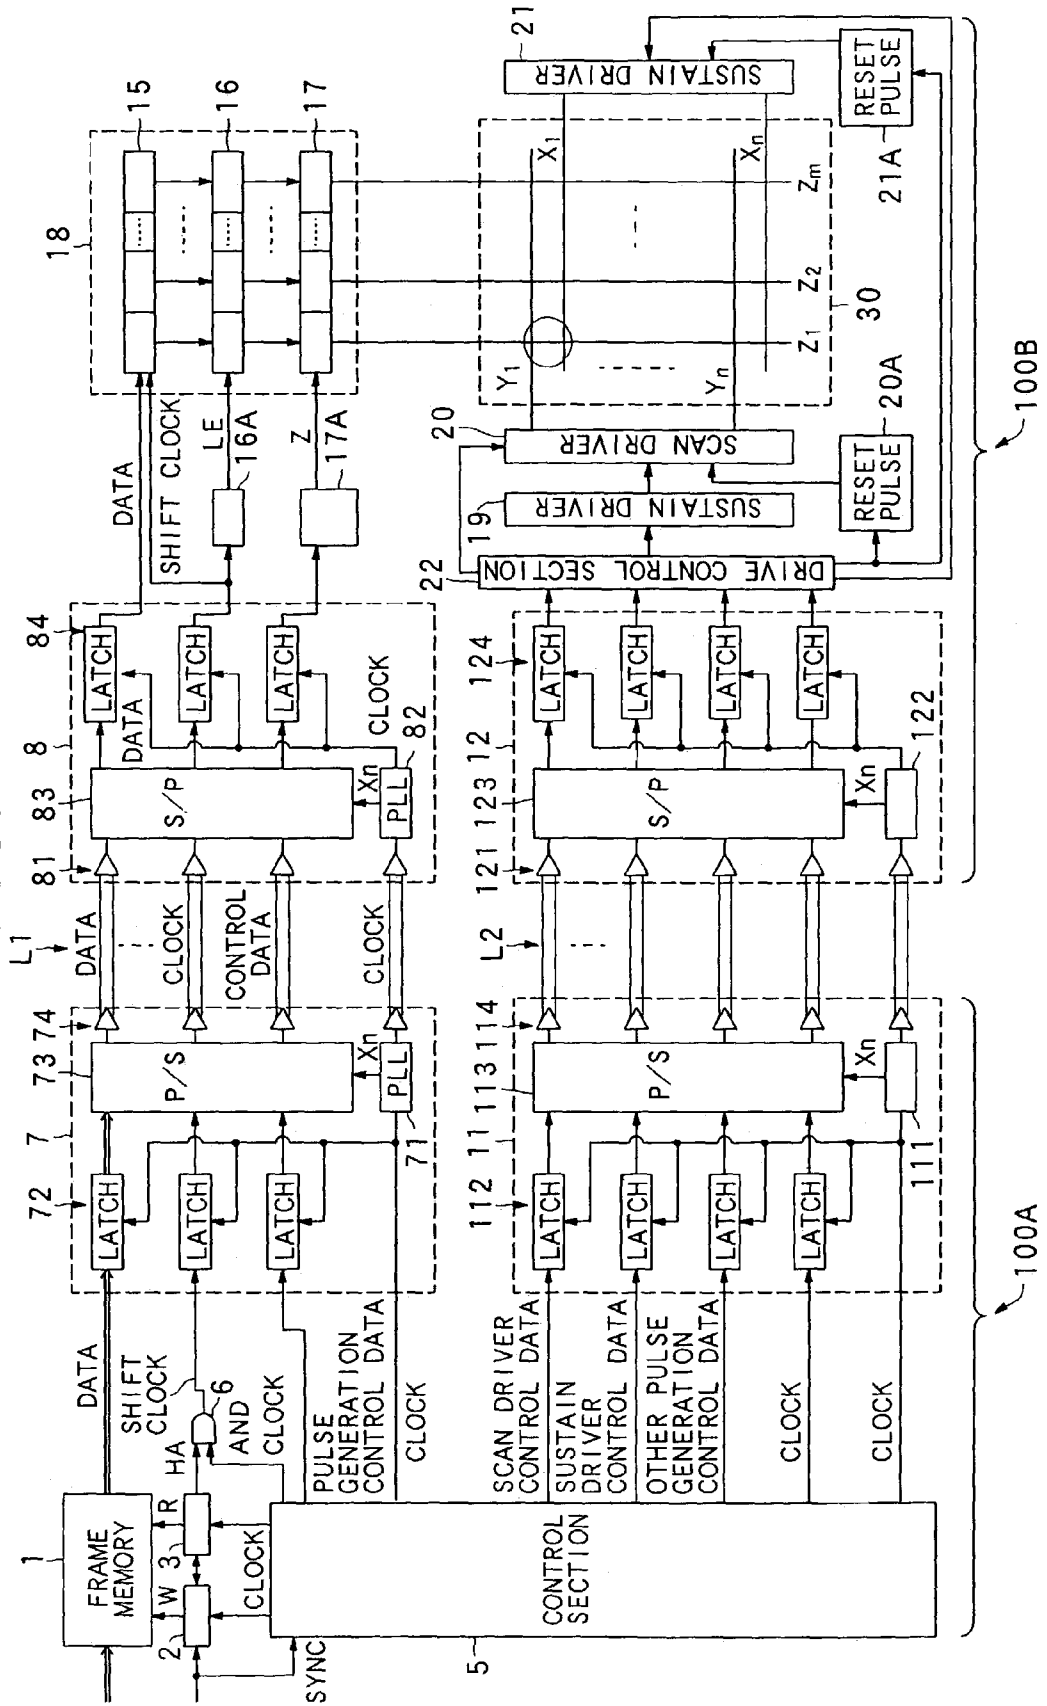 1
FRAME
MEMORY
W
R
2
3
HA
SYNC
CLOCK
5
CONTROL
SECTION
DATA
SHIFT
CLOCK
6
AND
CLOCK
PULSE
GENERATION
CONTROL DATA
CLOCK
SCAN DRIVER
CONTROL DATA
SUSTAIN
DRIVER
CONTROL DATA
OTHER PULSE
GENERATION
CONTROL DATA
CLOCK
CLOCK
7
72
LATCH
LATCH
LATCH
73
P/S
74
Xn
PLL
71
11
112
LATCH
LATCH
LATCH
LATCH
113
P/S
114
Xn
111
100A
L1
DATA
CLOCK
CONTROL
DATA
CLOCK
L2
8
81
83
S/P
Xn
PLL
82
84
LATCH
DATA
LATCH
LATCH
CLOCK
12
121
123
S/P
Xn
122
124
LATCH
LATCH
LATCH
LATCH
DATA
SHIFT CLOCK
LE
16A
Z
17A
18
15
16
17
22
DRIVE CONTROL SECTION
19
SUSTAIN DRIVER
20
SCAN DRIVER
RESET
PULSE
20A
Y1
Yn
X1
Xn
Z1
Z2
Zm
30
21
SUSTAIN DRIVER
RESET
PULSE
21A
100B